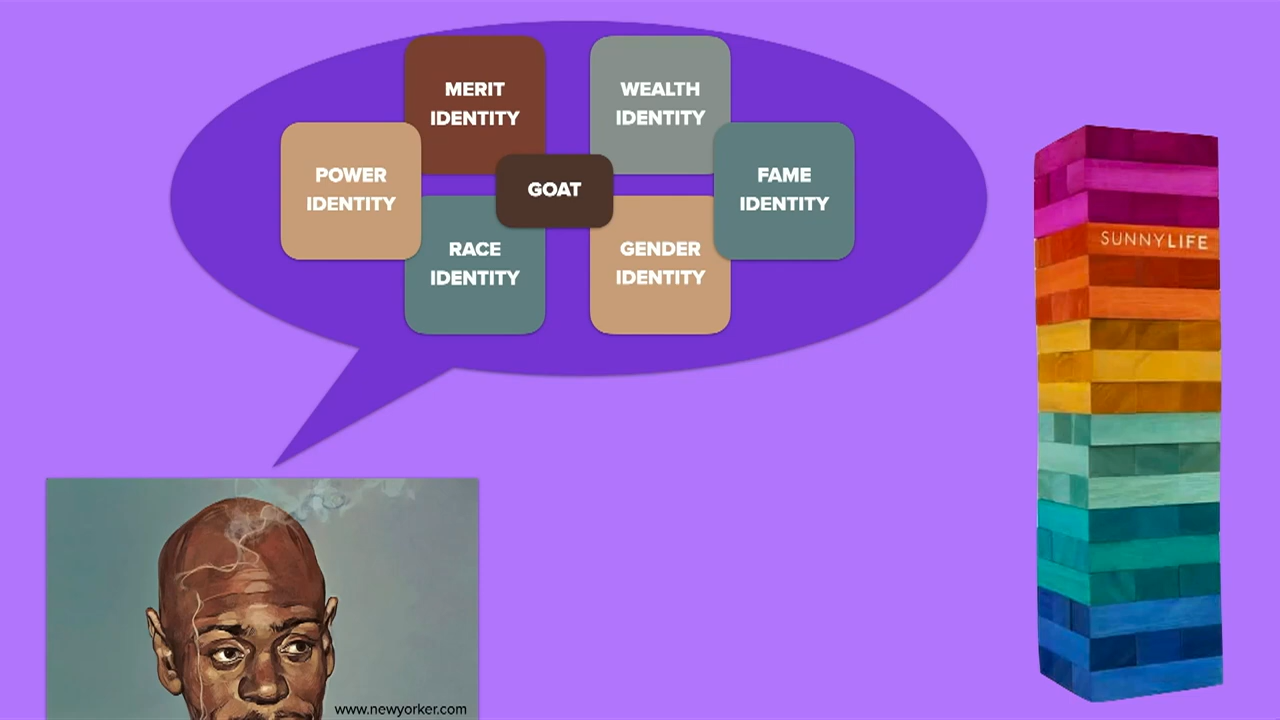 MERIT
IDENTITY
WEALTH
IDENTITY
POWER
IDENTITY
GOAT
FAME
IDENTITY
RACE
IDENTITY
GENDER
IDENTITY
SUNNYLIFE
www.newyorker.com